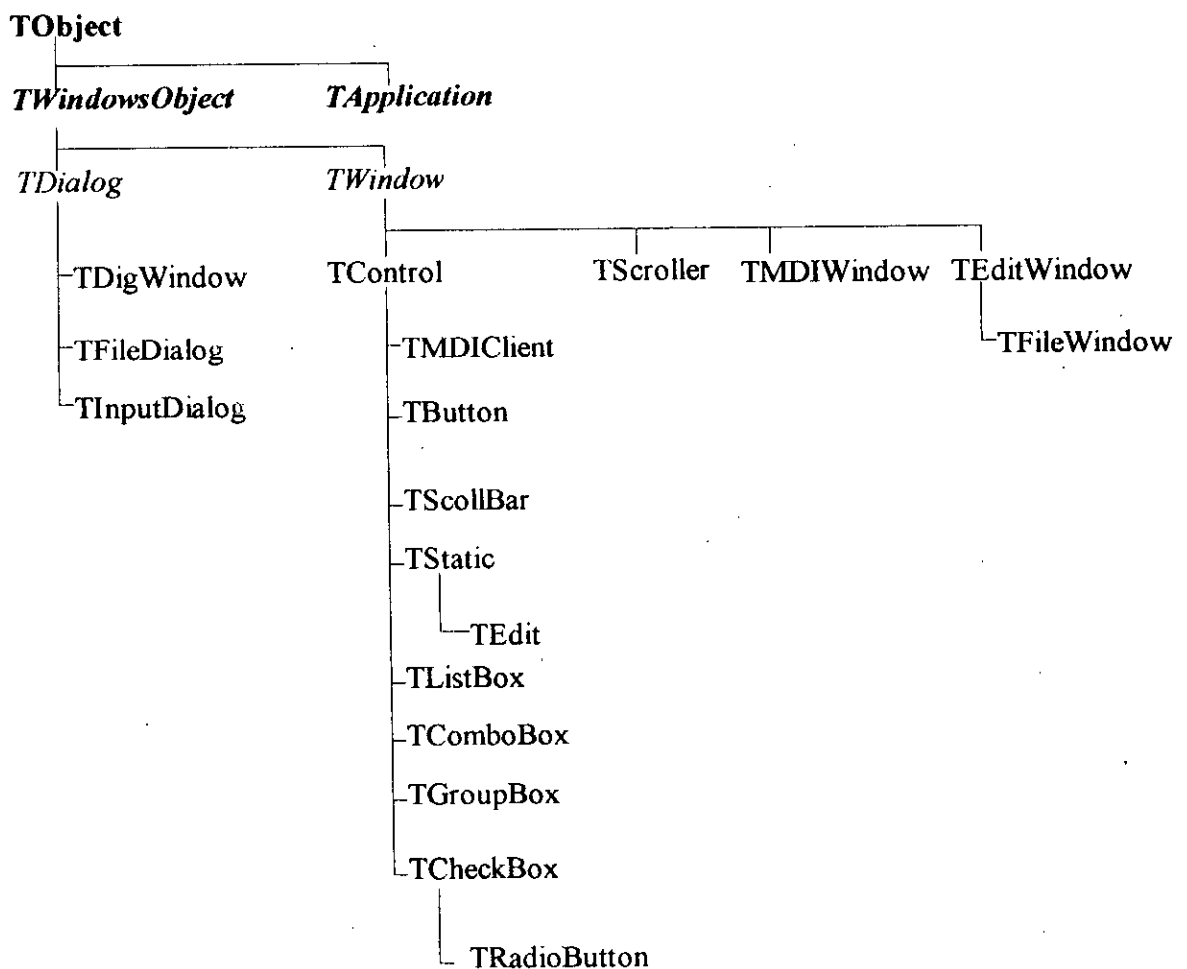 TObject
TWindowsObject TApplication
TDialog TWindow
TDigWindow TControl TScroller TMDIWindow TEditWindow
TFileDialog TMDIClient TFileWindow
TInputDialog TButton
TScollBar
TStatic
TEdit
TListBox
TComboBox
TGroupBox
TCheckBox
TRadioButton